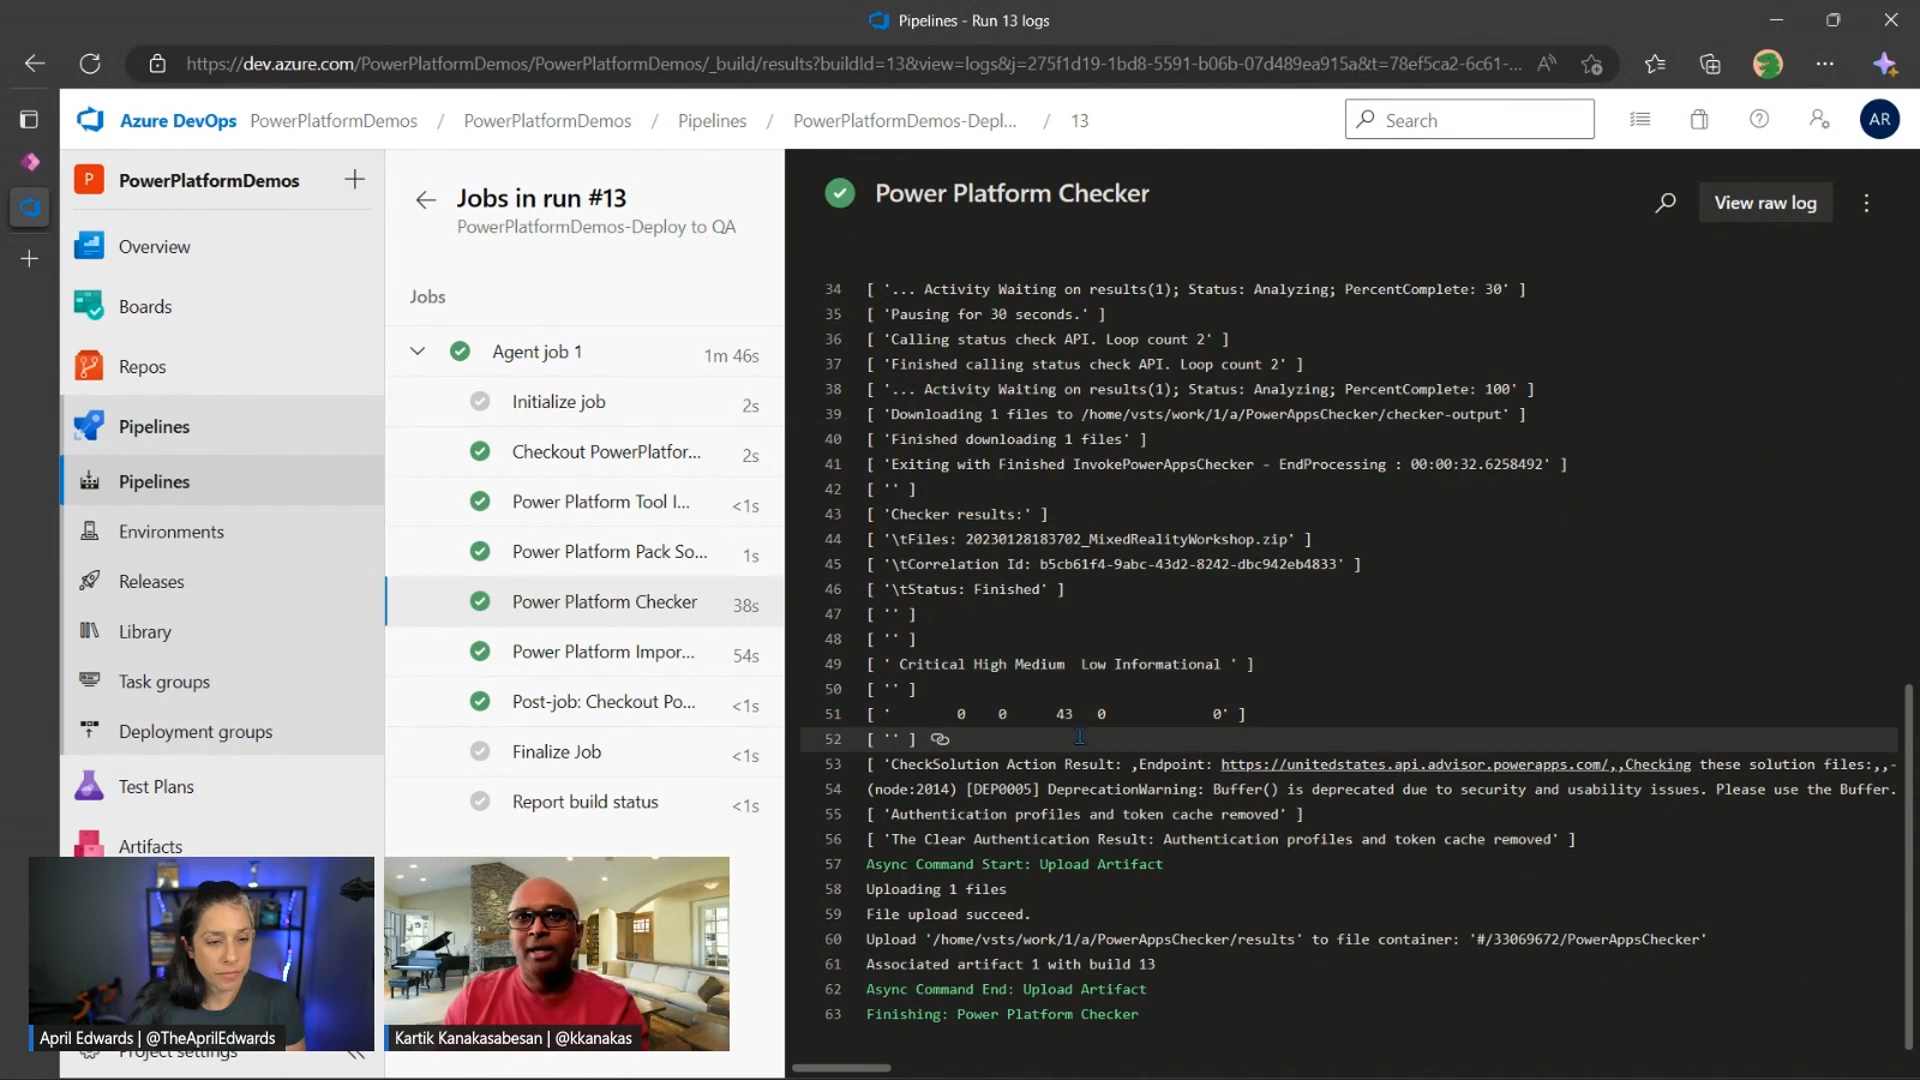 Pipelines - Run 13 logs
https://dev.azure.com/PowerPlatformDemos/PowerPlatformDemos/_build/results?buildId=13&view=logs&j=275f1d19-1bd8-5591-b06b-07d489ea915a&t=78ef5ca2-6c61-...
Azure DevOps PowerPlatformDemos / PowerPlatformDemos / Pipelines / PowerPlatformDemos-Depl... / 13
Search
AR
P PowerPlatformDemos
Overview
Boards
Repos
Pipelines
Pipelines
Environments
Releases
Library
Task groups
Deployment groups
Test Plans
Artifacts
Project settings
Jobs in run #13
PowerPlatformDemos-Deploy to QA
Jobs
Agent job 1 1m 46s
Initialize job 2s
Checkout PowerPlatfor... 2s
Power Platform Tool I... <1s
Power Platform Pack So... 1s
Power Platform Checker 38s
Power Platform Impor... 54s
Post-job: Checkout Po... <1s
Finalize Job <1s
Report build status <1s
Power Platform Checker
View raw log
34 [ '... Activity Waiting on results(1); Status: Analyzing; PercentComplete: 30' ]
35 [ 'Pausing for 30 seconds.' ]
36 [ 'Calling status check API. Loop count 2' ]
37 [ 'Finished calling status check API. Loop count 2' ]
38 [ '... Activity Waiting on results(1); Status: Analyzing; PercentComplete: 100' ]
39 [ 'Downloading 1 files to /home/vsts/work/1/a/PowerAppsChecker/checker-output' ]
40 [ 'Finished downloading 1 files' ]
41 [ 'Exiting with Finished InvokePowerAppsChecker - EndProcessing : 00:00:32.6258492' ]
42 [ '' ]
43 [ 'Checker results:' ]
44 [ '\tFiles: 20230128183702_MixedRealityWorkshop.zip' ]
45 [ '\tCorrelation Id: b5cb61f4-9abc-43d2-8242-dbc942eb4833' ]
46 [ '\tStatus: Finished' ]
47 [ '' ]
48 [ '' ]
49 [ ' Critical High Medium  Low Informational ' ]
50 [ '' ]
51 [ '        0    0      43   0             0' ]
52 [ '' ]
53 [ 'CheckSolution Action Result: ,Endpoint: https://unitedstates.api.advisor.powerapps.com/,,Checking these solution files:,,-
54 (node:2014) [DEP0005] DeprecationWarning: Buffer() is deprecated due to security and usability issues. Please use the Buffer.
55 [ 'Authentication profiles and token cache removed' ]
56 [ 'The Clear Authentication Result: Authentication profiles and token cache removed' ]
57 Async Command Start: Upload Artifact
58 Uploading 1 files
59 File upload succeed.
60 Upload '/home/vsts/work/1/a/PowerAppsChecker/results' to file container: '#/33069672/PowerAppsChecker'
61 Associated artifact 1 with build 13
62 Async Command End: Upload Artifact
63 Finishing: Power Platform Checker
April Edwards | @TheAprilEdwards
Kartik Kanakasabesan | @kkanakas